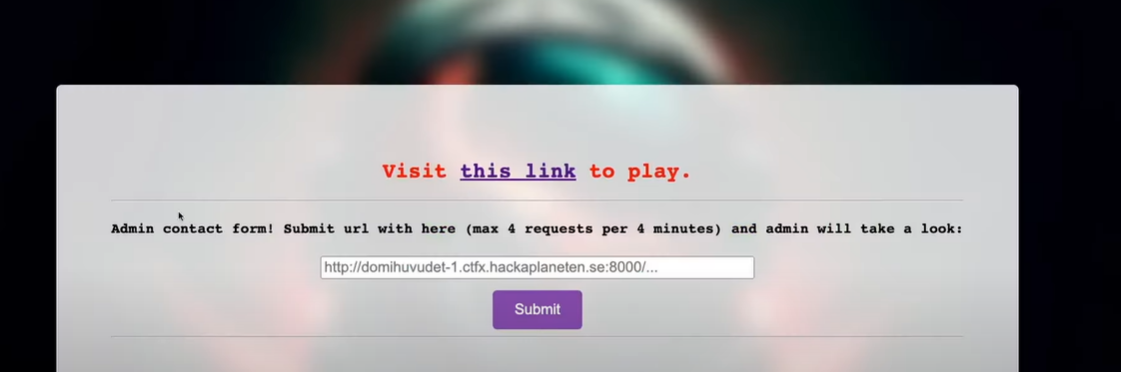 Visit this link to play.
Admin contact form! Submit url with here (max 4 requests per 4 minutes) and admin will take a look:
http://domihuvudet-1.ctfx.hackaplaneten.se:8000/...
Submit